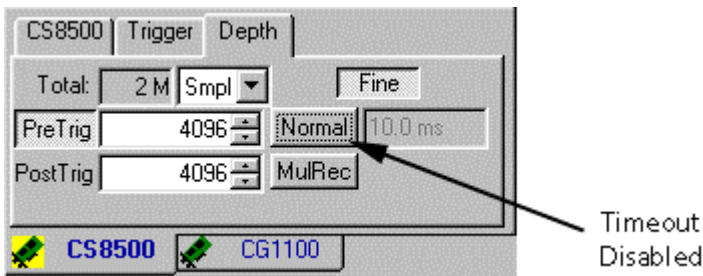 CS8500 Trigger Depth
Total: 2 M Smpl Fine
PreTrig 4096 Normal 10.0 ms
PostTrig 4096 MulRec
CS8500 CG1100
Timeout
Disabled